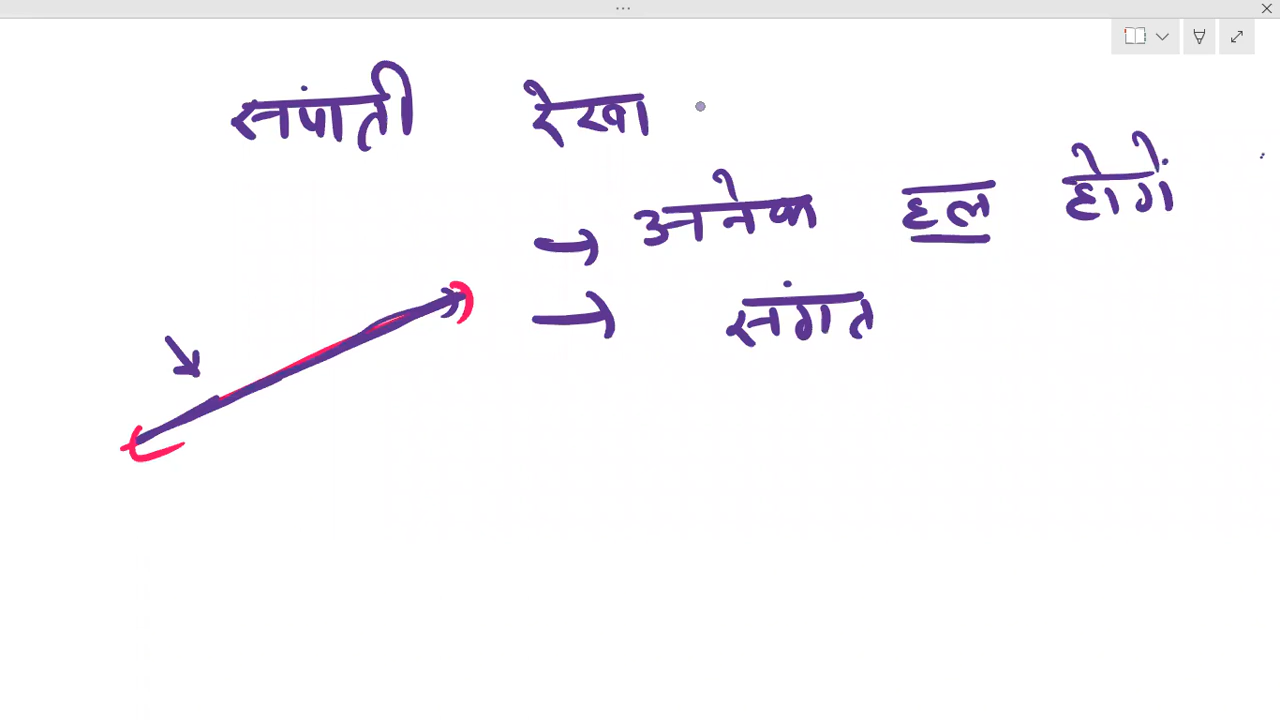 संपाती रेखा
→ अनेक हल होगें
→ संगत